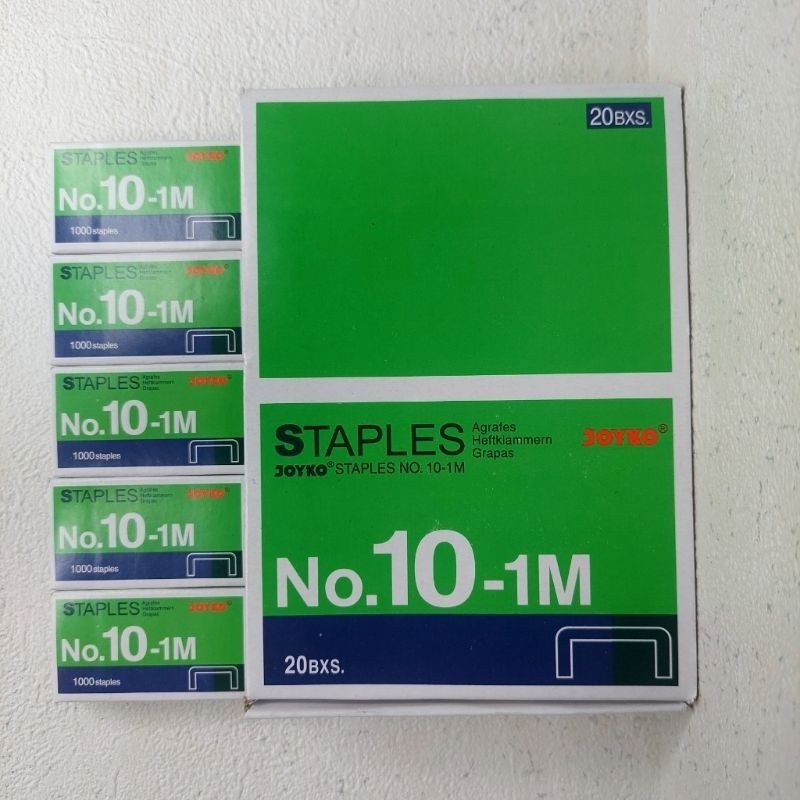 STAPLES Agrafes Heftklammern Grapas JOYKO®
No.10-1M
1000 staples
STAPLES Agrafes Heftklammern Grapas JOYKO®
No.10-1M
1000 staples
STAPLES Agrafes Heftklammern Grapas JOYKO®
No.10-1M
1000 staples
STAPLES Agrafes Heftklammern Grapas JOYKO®
No.10-1M
1000 staples
STAPLES Agrafes Heftklammern Grapas JOYKO®
No.10-1M
1000 staples
20BXS.
STAPLES
Agrafes
Heftklammern
Grapas
JOYKO®
JOYKO® STAPLES NO. 10-1M
No.10-1M
20BXS.